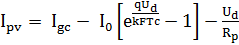 I_pv = I_gc - I_0 [e^(qU_d/kFTc) - 1] - U_d/R_p